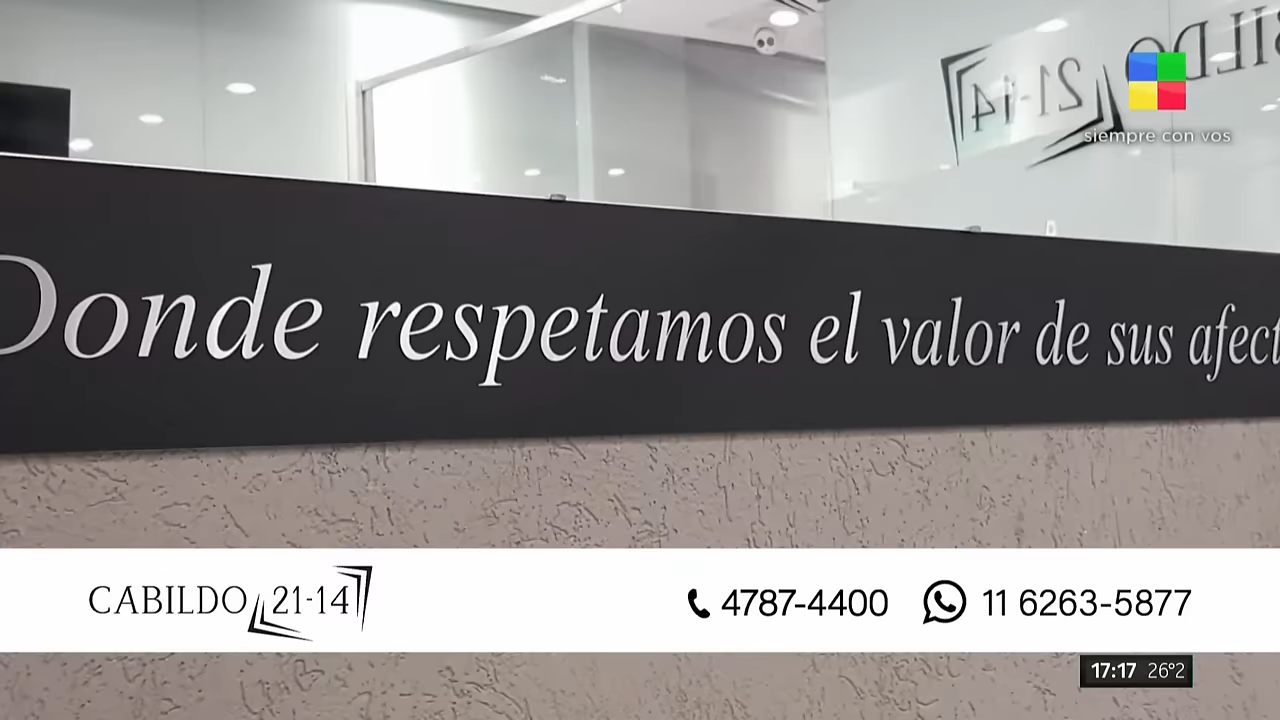 CABILDO 21-14
siempre con vos
Donde respetamos el valor de sus afect
CABILDO 21-14
4787-4400
11 6263-5877
17:17 26°2